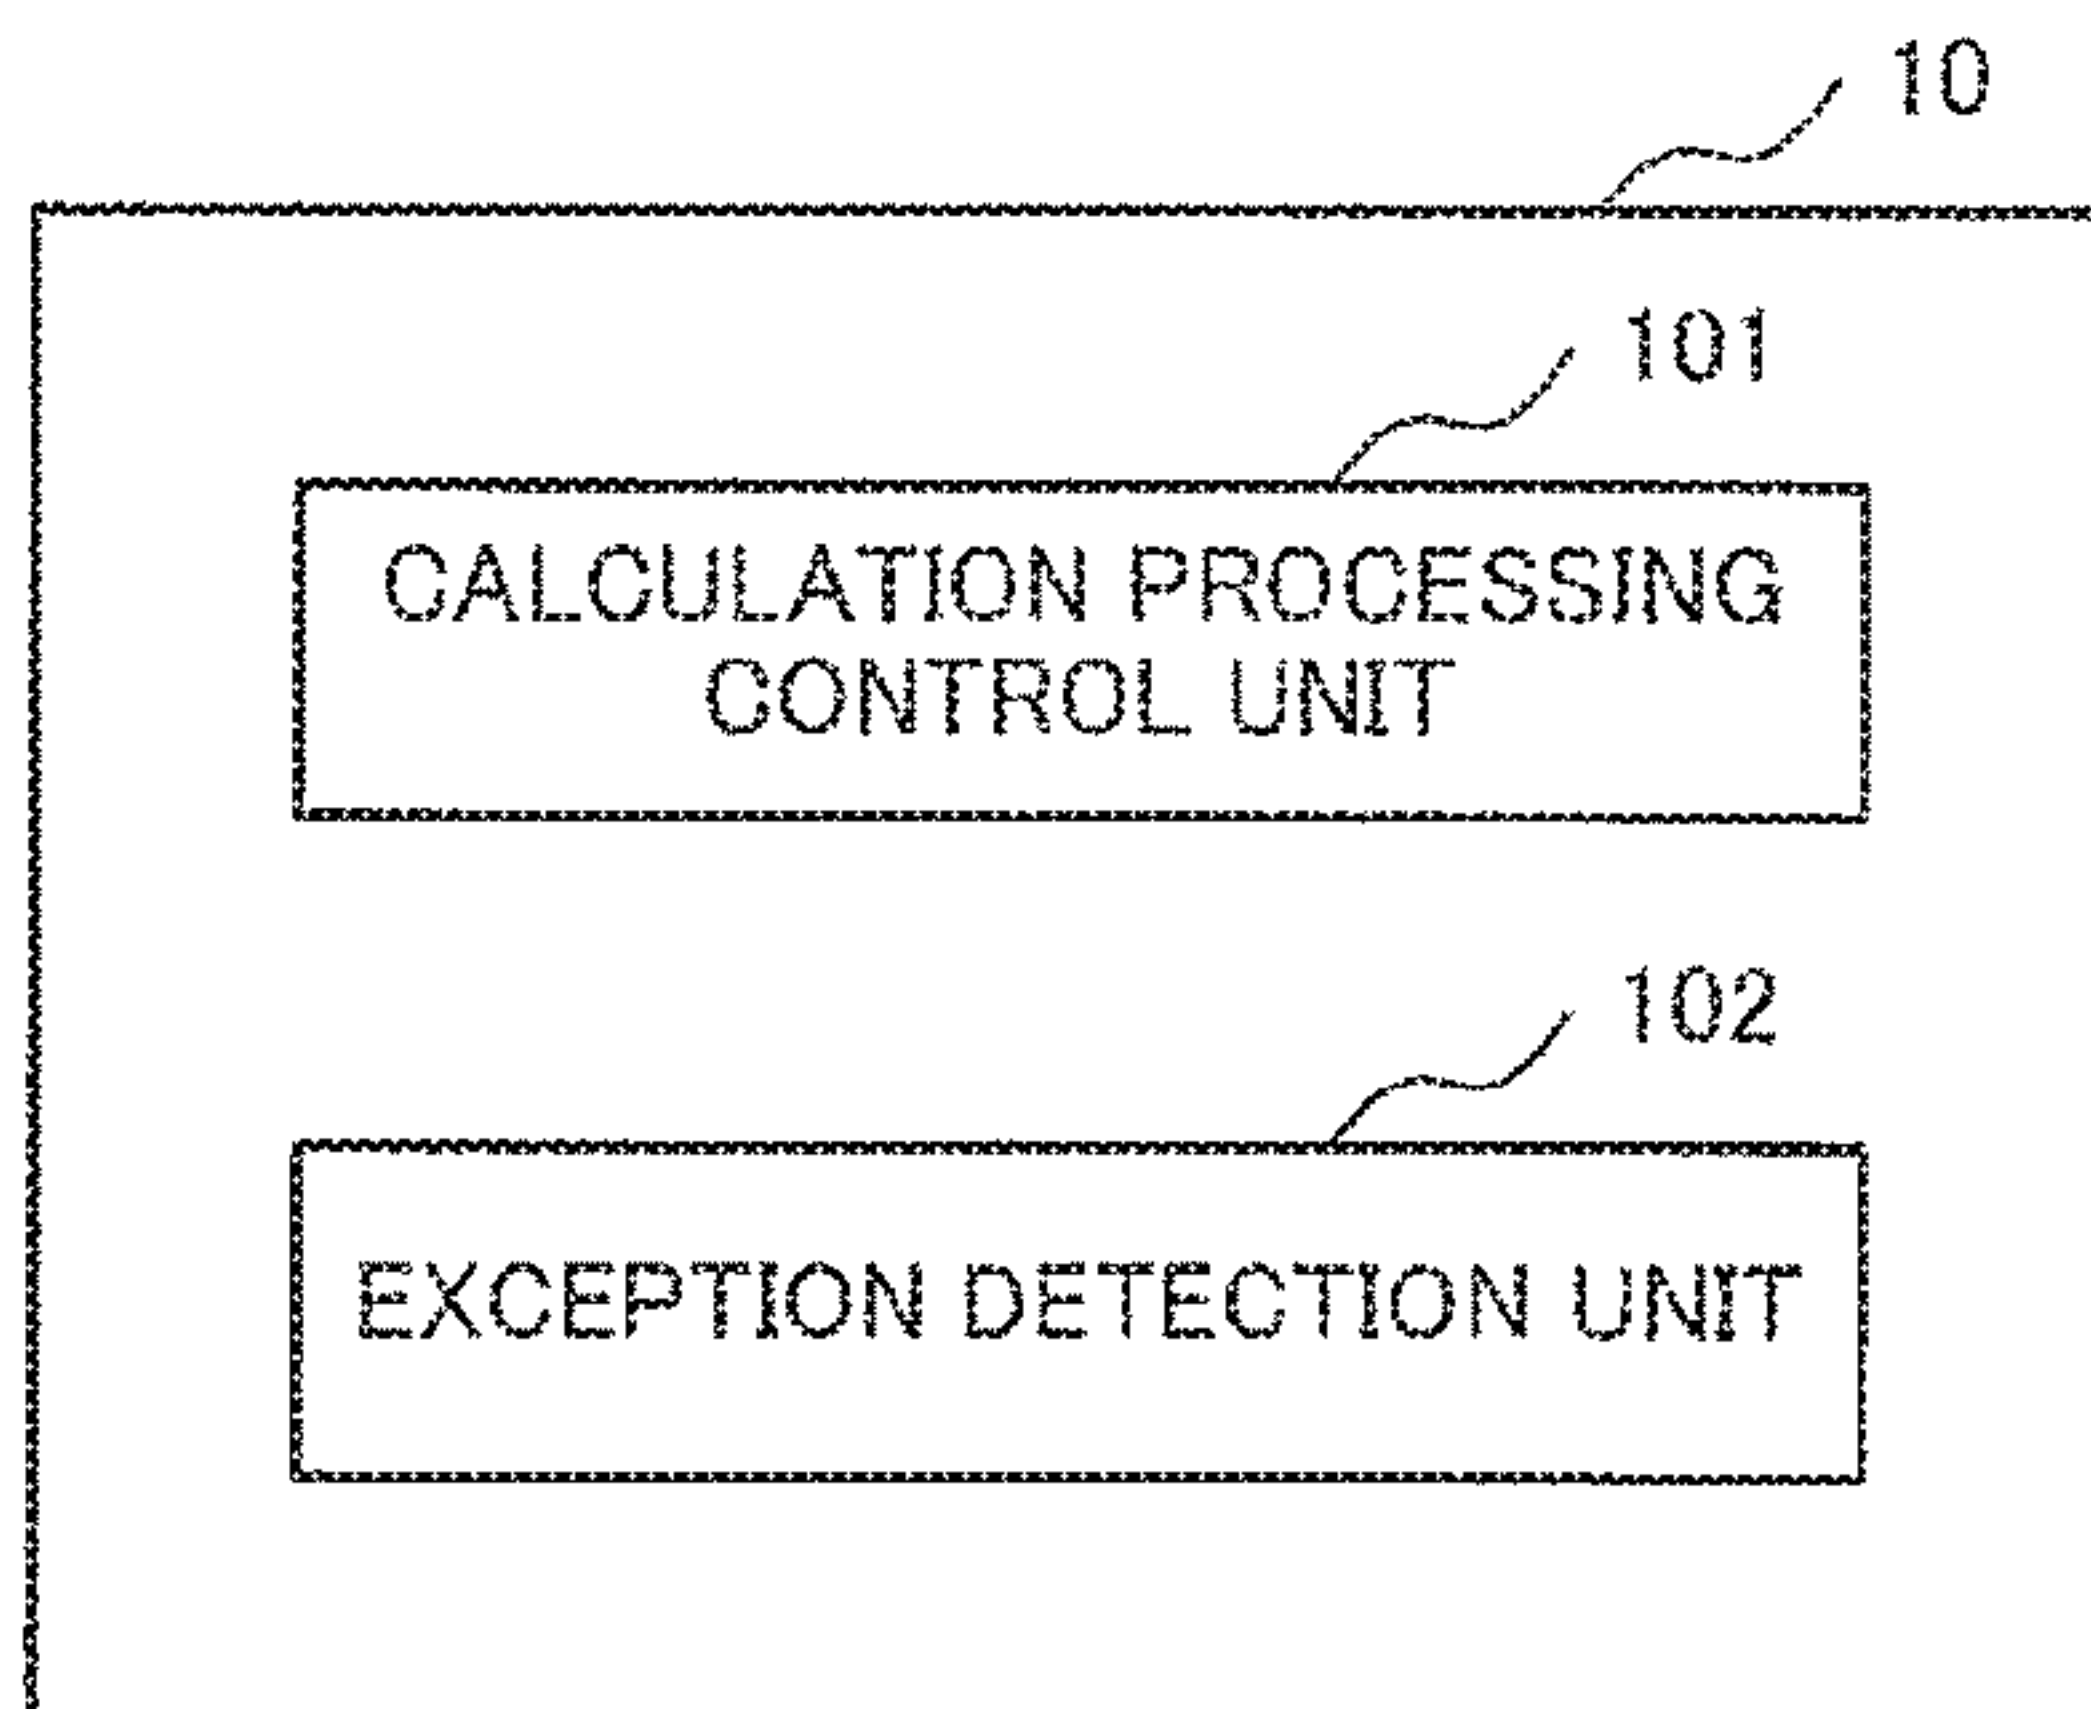 10
101
CALCULATION PROCESSING
CONTROL UNIT
102
EXCEPTION DETECTION UNIT